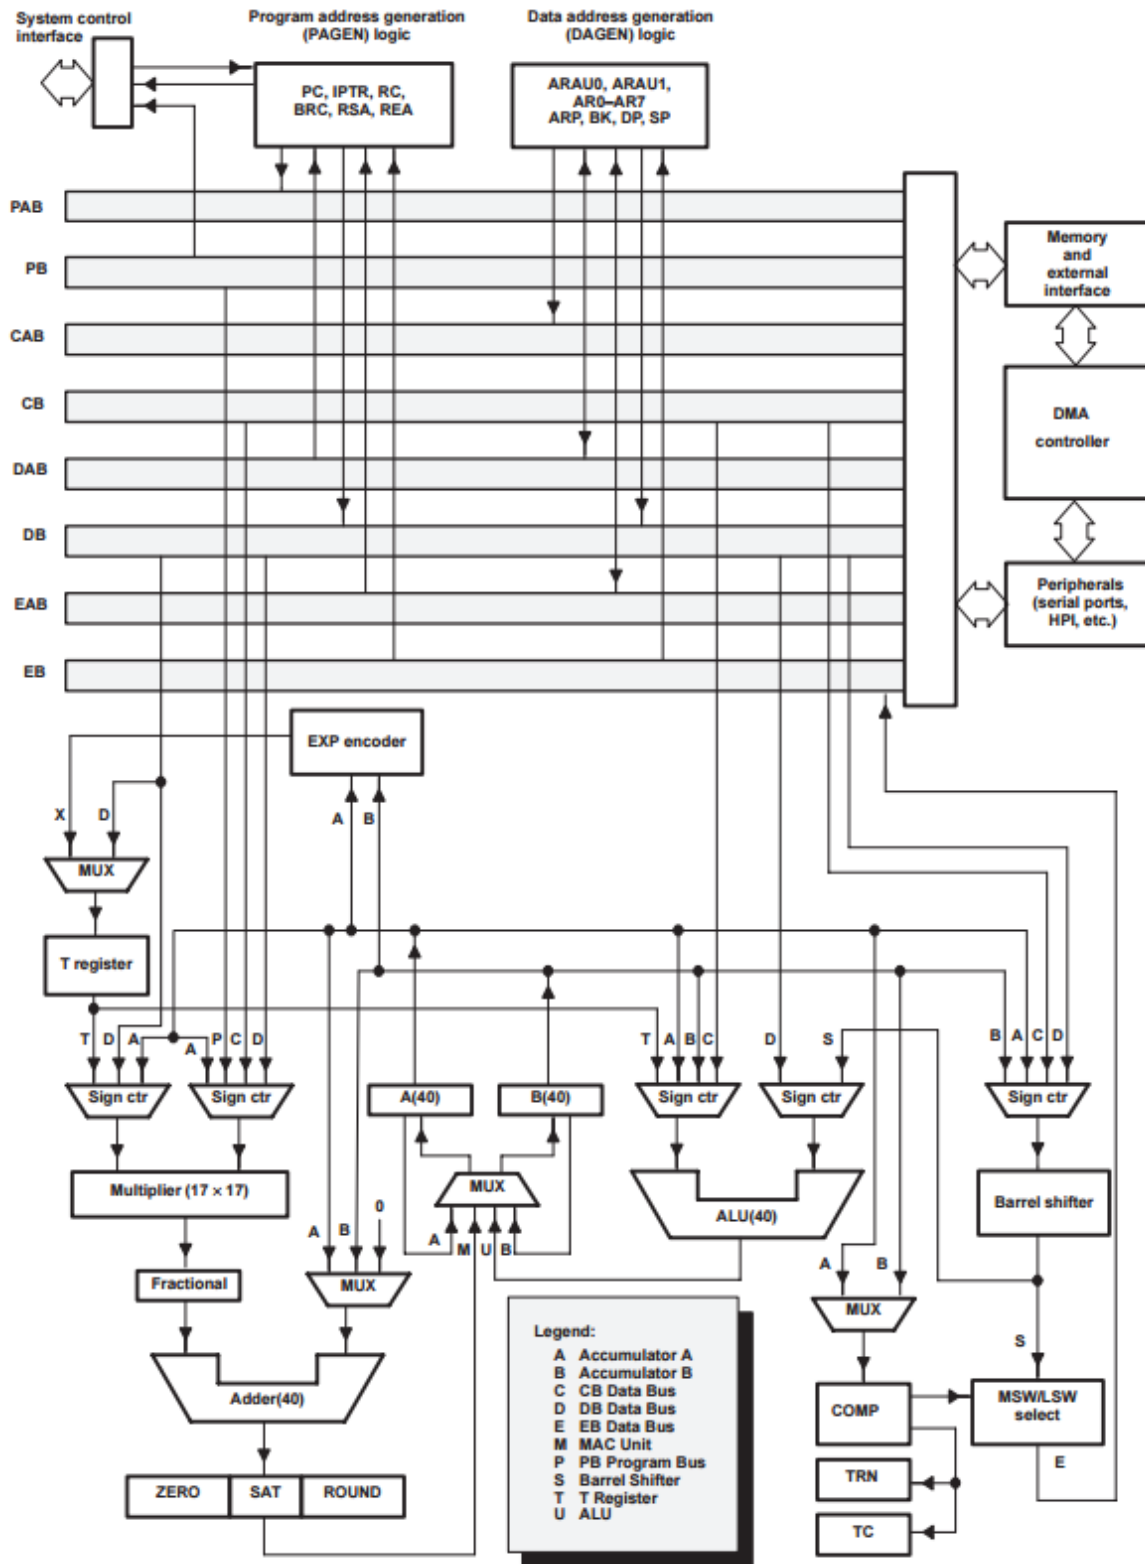 System control
interface
Program address generation
(PAGEN) logic
Data address generation
(DAGEN) logic
PC, IPTR, RC,
BRC, RSA, REA
ARAU0, ARAU1,
AR0–AR7
ARP, BK, DP, SP
PAB
PB
CAB
CB
DAB
DB
EAB
EB
Memory
and
external
interface
DMA
controller
Peripherals
(serial ports,
HPI, etc.)
EXP encoder
X
D
A
B
MUX
T register
T
D
A
A
P
C
D
Sign ctr
Sign ctr
A(40)
B(40)
T
A
B
C
D
S
Sign ctr
Sign ctr
B
A
C
D
Sign ctr
Multiplier (17 × 17)
MUX
A
M
U
B
ALU(40)
Barrel shifter
Fractional
A
B
0
MUX
A
B
MUX
S
Adder(40)
COMP
MSW/LSW
select
E
ZERO
SAT
ROUND
TRN
TC
Legend:
A Accumulator A
B Accumulator B
C CB Data Bus
D DB Data Bus
E EB Data Bus
M MAC Unit
P PB Program Bus
S Barrel Shifter
T T Register
U ALU